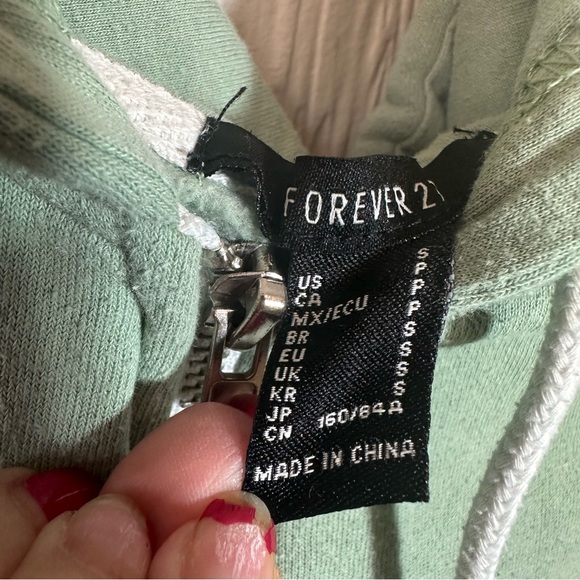 FOREVER 21
US S
CA P
MX/ECU P
BR P
EU S
UK S
KR S
JP S
CN 160/84A
MADE IN CHINA